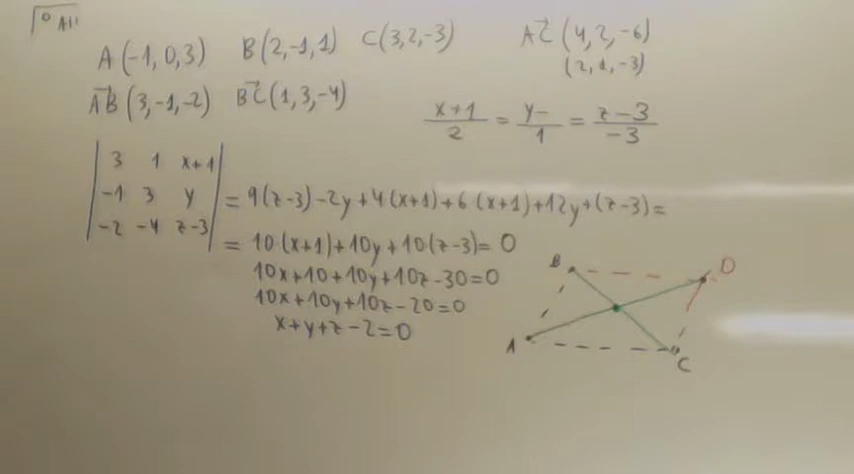 A(-1,0,3) B(2,-1,1) C(3,2,-3) AC⃗(4,2,-6)
(2,1,-3)
AB⃗(3,-1,-2) BC⃗(1,3,-4)
x+1/2 = y-/1 = z-3/-3
| 3 1 x+1 |
| -1 3 y | = 9(z-3)-2y+4(x+1)+6(x+1)+12y+(z-3)=
| -2 -4 z-3 |
= 10(x+1)+10y+10(z-3)=0
10x+10+10y+10z-30=0
10x+10y+10z-20=0
x+y+z-2=0
B D
A C